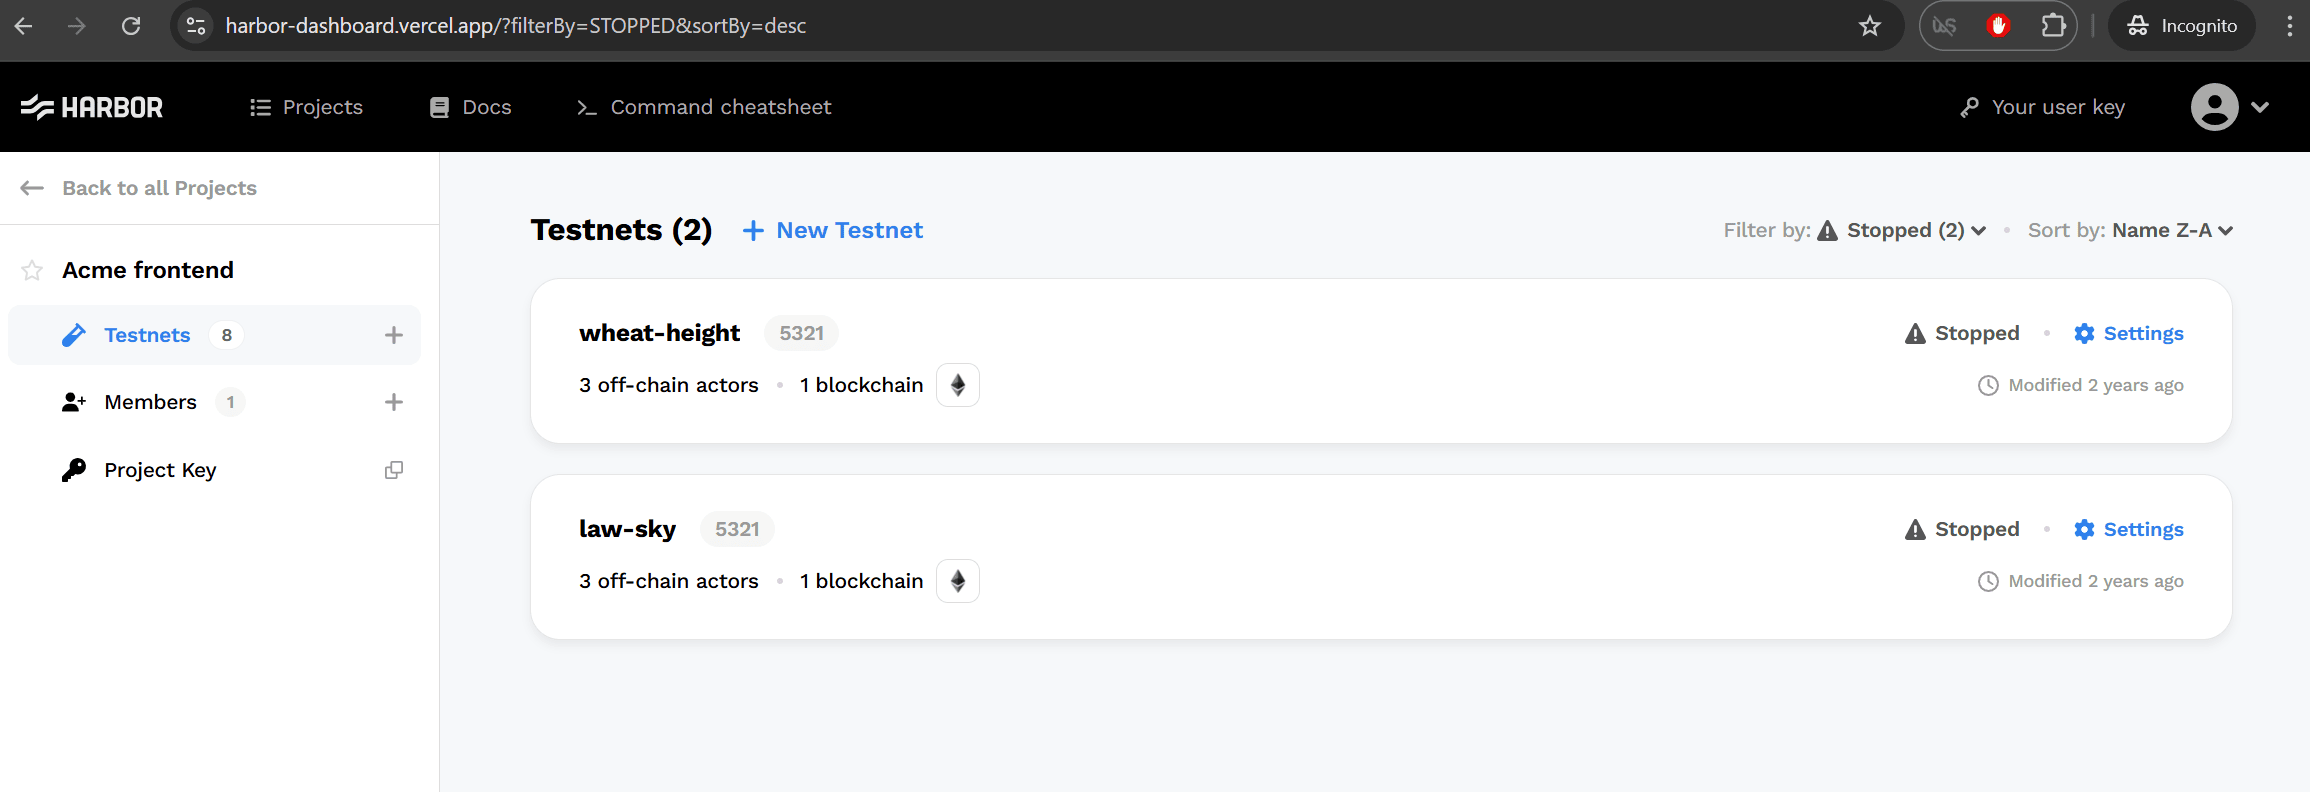 harbor-dashboard.vercel.app/?filterBy=STOPPED&sortBy=desc
Incognito
HARBOR
Projects
Docs
Command cheatsheet
Your user key
Back to all Projects
Acme frontend
Testnets 8
Members 1
Project Key
Testnets (2)
New Testnet
Filter by: Stopped (2) • Sort by: Name Z-A
wheat-height 5321
Stopped • Settings
3 off-chain actors • 1 blockchain
Modified 2 years ago
law-sky 5321
Stopped • Settings
3 off-chain actors • 1 blockchain
Modified 2 years ago